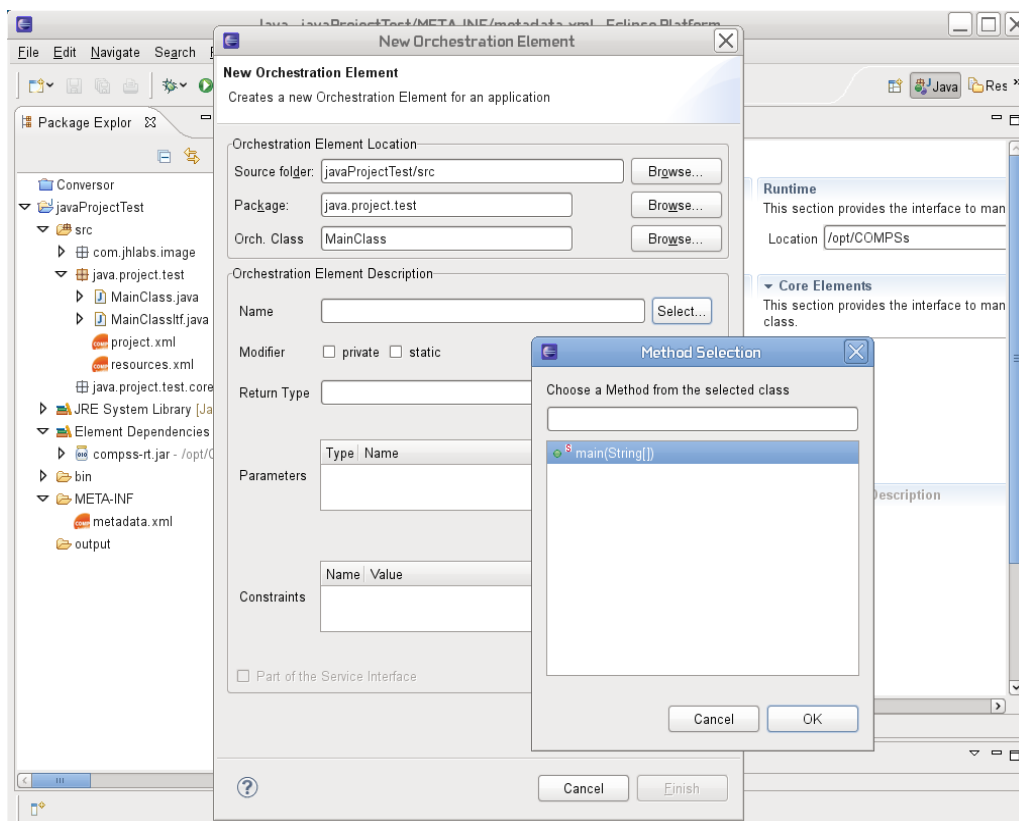 Java - javaProjectTest/META-INF/metadata.xml - Eclipse Platform
File Edit Navigate Search
Java
Res
Package Explor
Conversor
javaProjectTest
src
com.jhlabs.image
java.project.test
MainClass.java
MainClassItf.java
project.xml
resources.xml
java.project.test.core
JRE System Library [Ja
Element Dependencies
compss-rt.jar - /opt/C
bin
META-INF
metadata.xml
output
New Orchestration Element
New Orchestration Element
Creates a new Orchestration Element for an application
Orchestration Element Location
Source folder: javaProjectTest/src Browse...
Package: java.project.test Browse...
Orch. Class MainClass Browse...
Orchestration Element Description
Name Select...
Modifier private static
Return Type
Parameters
Type Name
Constraints
Name Value
Part of the Service Interface
Cancel Finish
Method Selection
Choose a Method from the selected class
S main(String[])
Cancel OK
Runtime
This section provides the interface to man
Location /opt/COMPSs
Core Elements
This section provides the interface to man
class.
Description